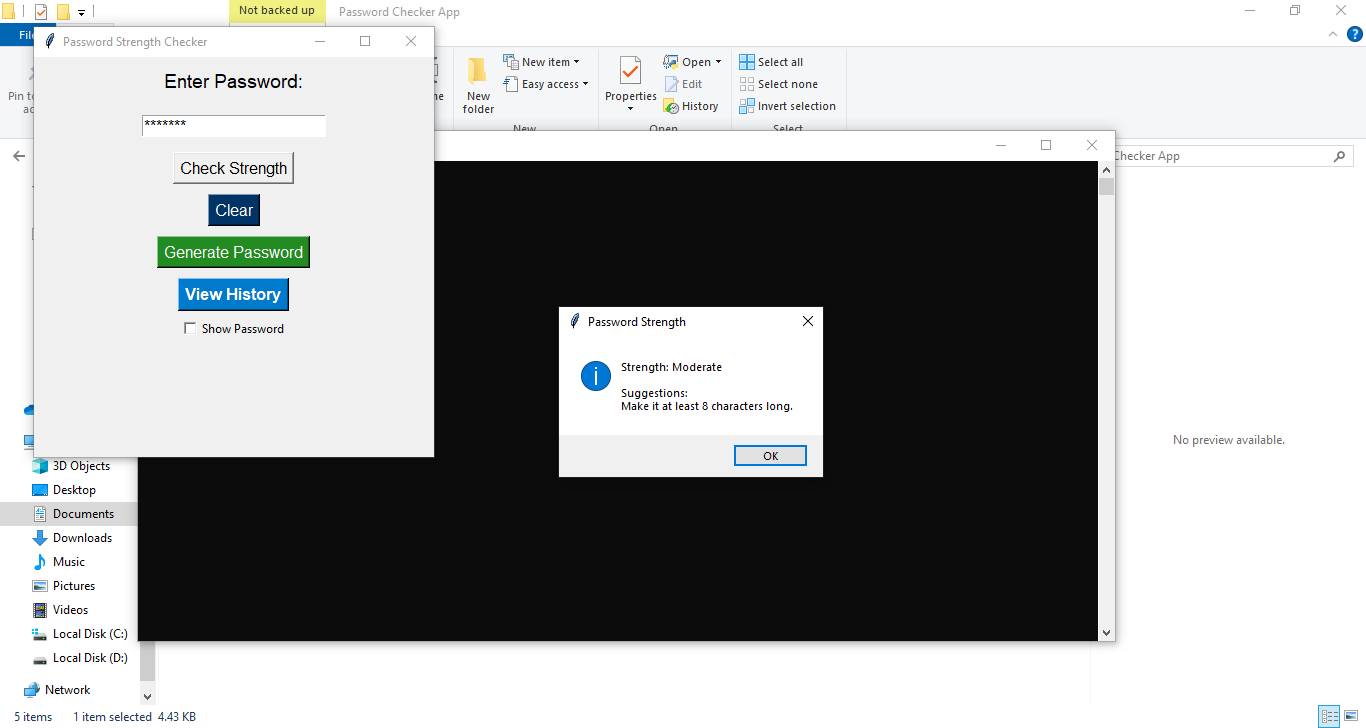 Not backed up
Password Checker App
File
Password Strength Checker
Enter Password:
*******
Check Strength
Clear
Generate Password
View History
Show Password
Pin to
New
folder
New item
Easy access
New
Properties
Open
Edit
History
Open
Select all
Select none
Invert selection
Select
Checker App
Password Strength
Strength: Moderate
Suggestions:
Make it at least 8 characters long.
OK
No preview available.
3D Objects
Desktop
Documents
Downloads
Music
Pictures
Videos
Local Disk (C:)
Local Disk (D:)
Network
5 items
1 item selected 4.43 KB